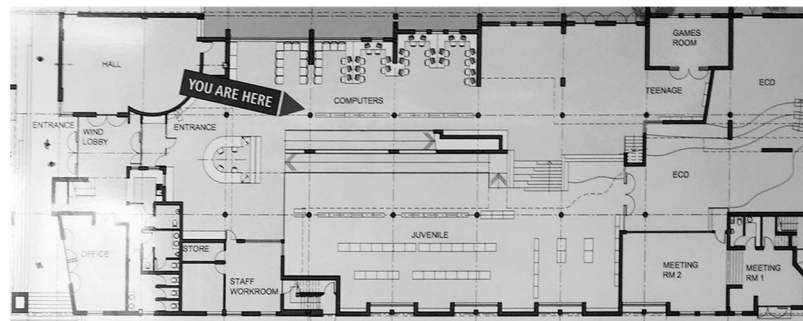 HALL
YOU ARE HERE
COMPUTERS
GAMES
ROOM
ECD
TEENAGE
ENTRANCE
WIND
LOBBY
ENTRANCE
ECD
OFFICE
STORE
STAFF
WORKROOM
JUVENILE
MEETING
RM 2
MEETING
RM 1